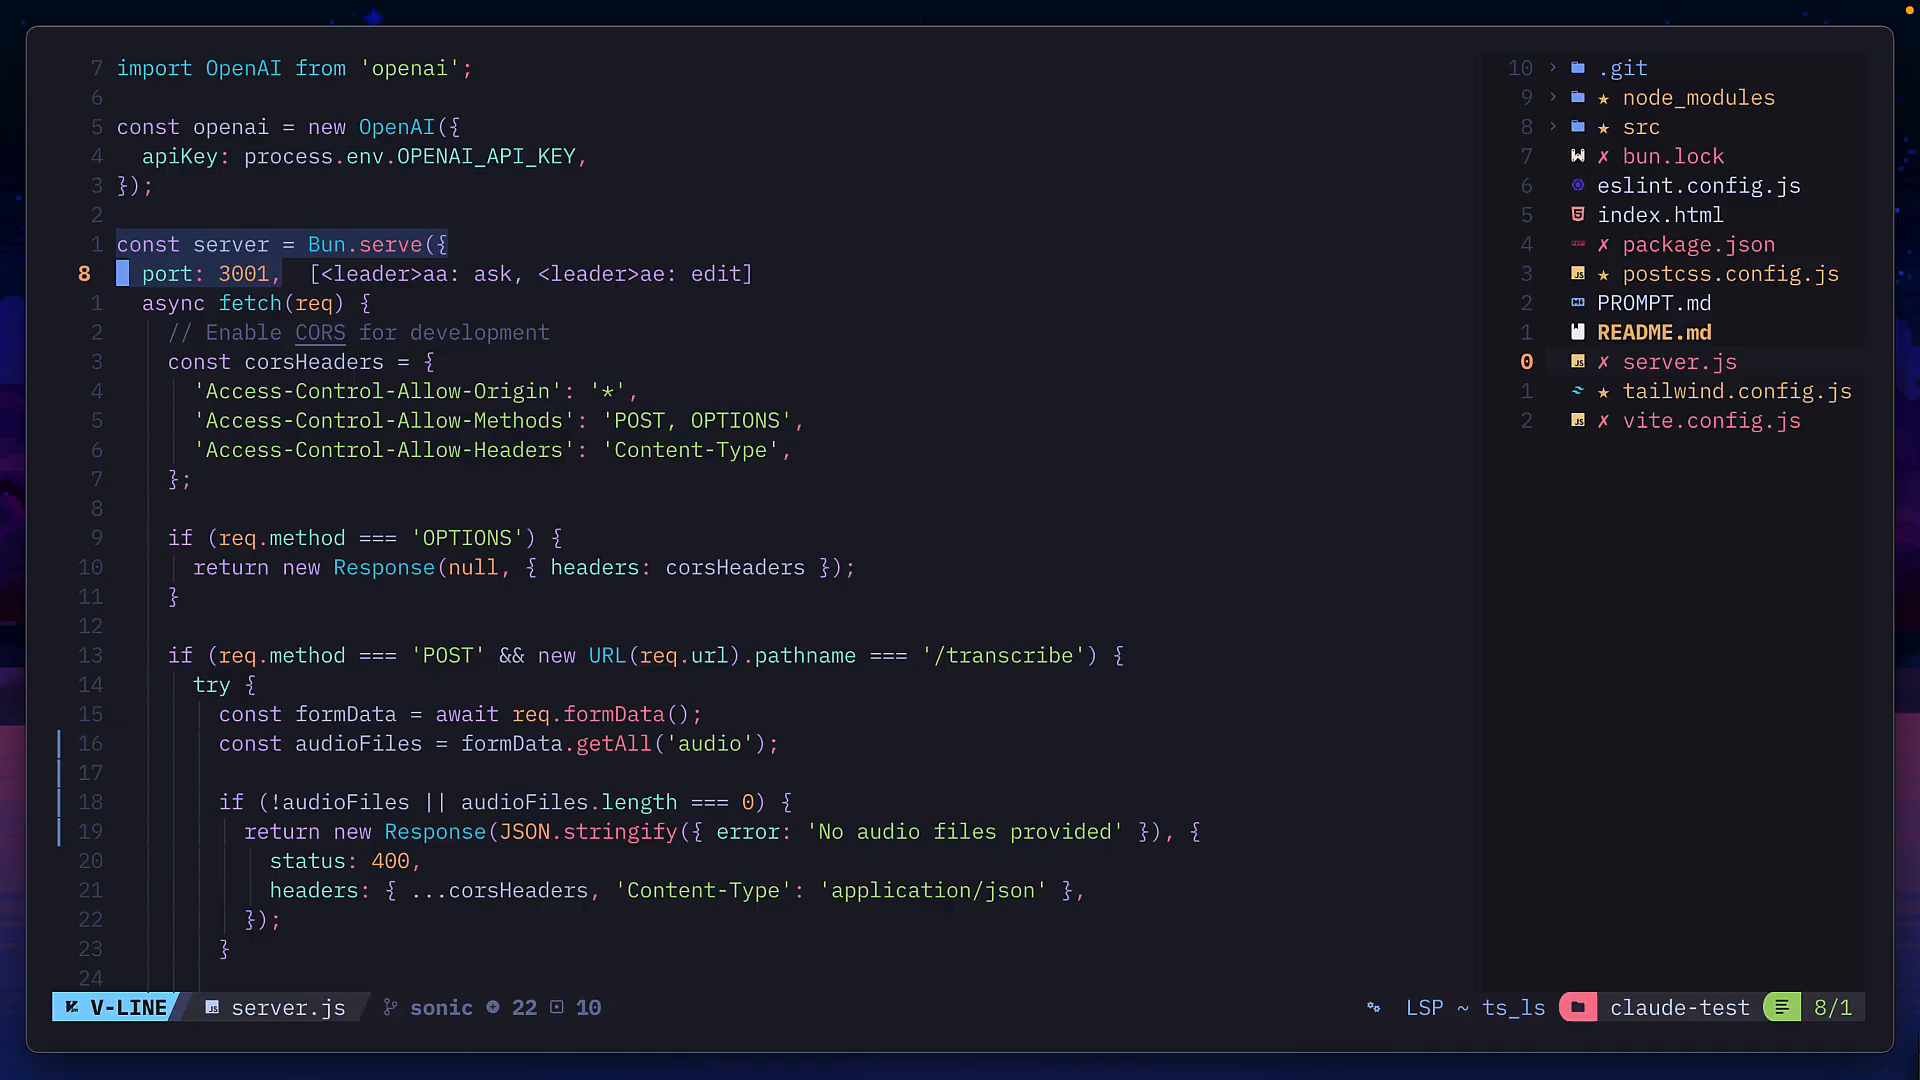 7 import OpenAI from 'openai';
6
5 const openai = new OpenAI({
4   apiKey: process.env.OPENAI_API_KEY,
3 });
2
1 const server = Bun.serve({
8   port: 3001,  [<leader>aa: ask, <leader>ae: edit]
1   async fetch(req) {
2     // Enable CORS for development
3     const corsHeaders = {
4       'Access-Control-Allow-Origin': '*',
5       'Access-Control-Allow-Methods': 'POST, OPTIONS',
6       'Access-Control-Allow-Headers': 'Content-Type',
7     };
8
9     if (req.method === 'OPTIONS') {
10       return new Response(null, { headers: corsHeaders });
11     }
12
13     if (req.method === 'POST' && new URL(req.url).pathname === '/transcribe') {
14       try {
15         const formData = await req.formData();
16         const audioFiles = formData.getAll('audio');
17
18         if (!audioFiles || audioFiles.length === 0) {
19           return new Response(JSON.stringify({ error: 'No audio files provided' }), {
20             status: 400,
21             headers: { ...corsHeaders, 'Content-Type': 'application/json' },
22           });
23         }
24
10 › .git
9 › ★ node_modules
8 › ★ src
7 ✗ bun.lock
6 eslint.config.js
5 index.html
4 ✗ package.json
3 ★ postcss.config.js
2 PROMPT.md
1 README.md
0 ✗ server.js
1 ★ tailwind.config.js
2 ✗ vite.config.js
V-LINE server.js sonic 22 10 LSP ~ ts_ls claude-test 8/1